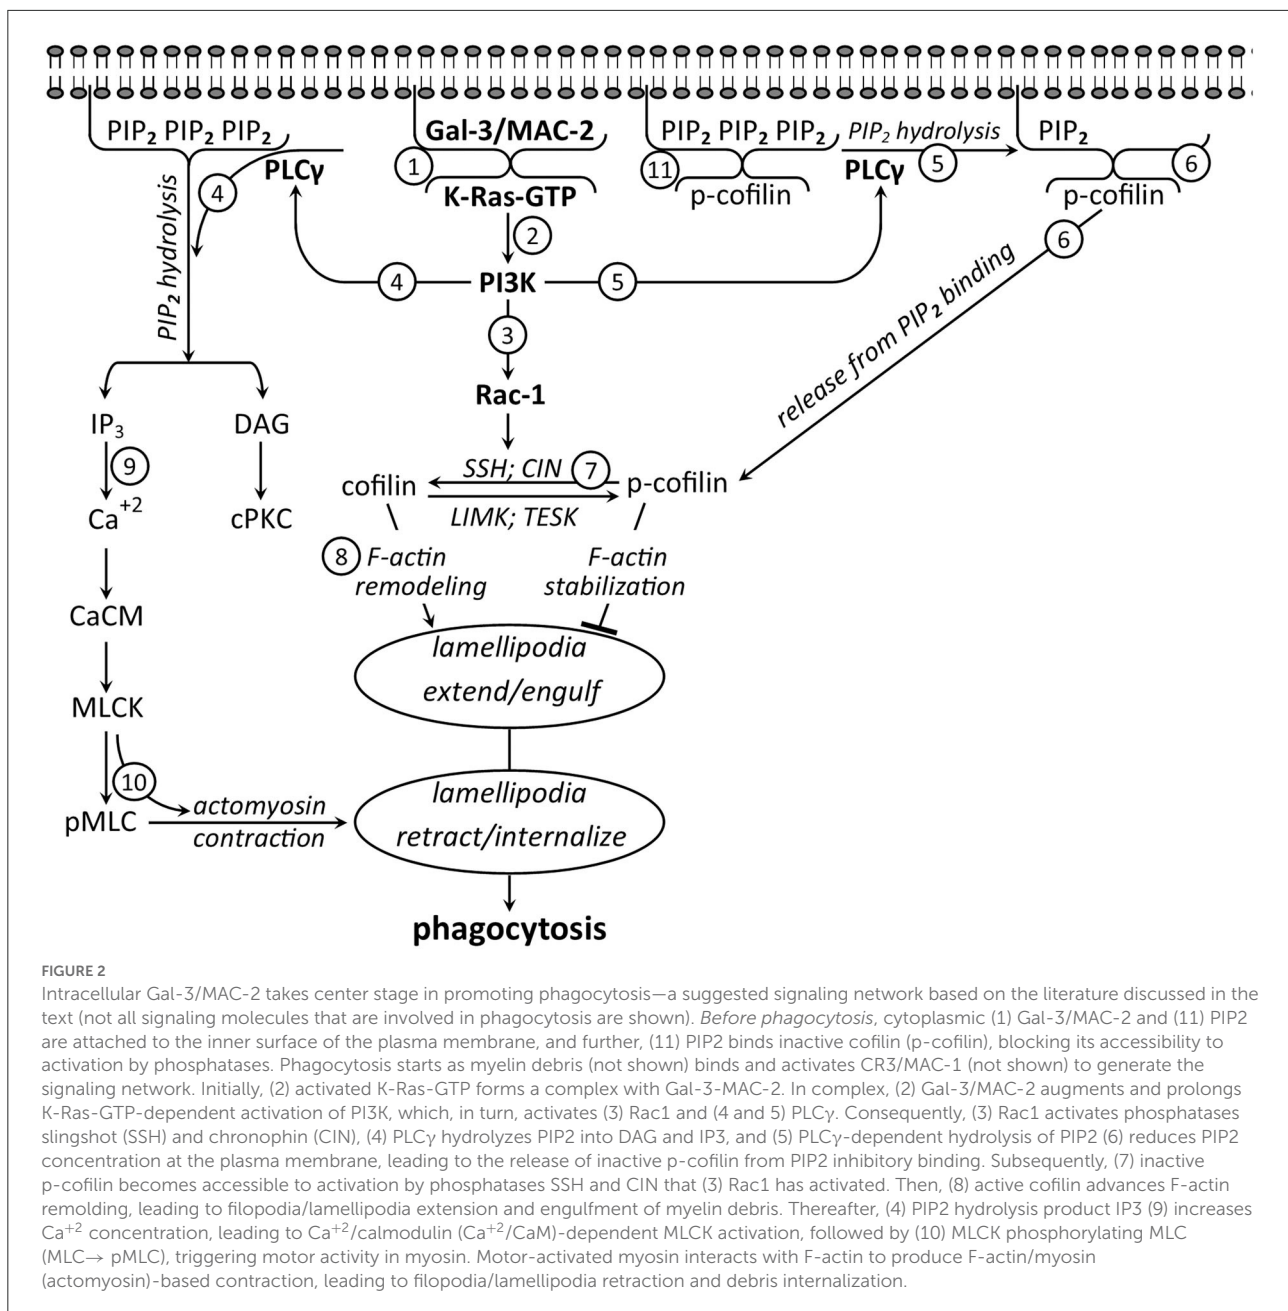 PIP2 PIP2 PIP2
Gal-3/MAC-2
PIP2 PIP2 PIP2
PIP2 hydrolysis
PIP2
4
PLCγ
1
11
PLCγ
5
6
K-Ras-GTP
p-cofilin
p-cofilin
2
6
PIP2 hydrolysis
4
PI3K
5
release from PIP2 binding
3
Rac-1
IP3
DAG
9
SSH; CIN
7
cofilin
p-cofilin
Ca+2
cPKC
LIMK; TESK
8
F-actin
remodeling
F-actin
stabilization
CaCM
lamellipodia
extend/engulf
MLCK
10
pMLC
actomyosin
contraction
lamellipodia
retract/internalize
phagocytosis
FIGURE 2
Intracellular Gal-3/MAC-2 takes center stage in promoting phagocytosis—a suggested signaling network based on the literature discussed in the
text (not all signaling molecules that are involved in phagocytosis are shown). Before phagocytosis, cytoplasmic (1) Gal-3/MAC-2 and (11) PIP2
are attached to the inner surface of the plasma membrane, and further, (11) PIP2 binds inactive cofilin (p-cofilin), blocking its accessibility to
activation by phosphatases. Phagocytosis starts as myelin debris (not shown) binds and activates CR3/MAC-1 (not shown) to generate the
signaling network. Initially, (2) activated K-Ras-GTP forms a complex with Gal-3-MAC-2. In complex, (2) Gal-3/MAC-2 augments and prolongs
K-Ras-GTP-dependent activation of PI3K, which, in turn, activates (3) Rac1 and (4 and 5) PLCγ. Consequently, (3) Rac1 activates phosphatases
slingshot (SSH) and chronophin (CIN), (4) PLCγ hydrolyzes PIP2 into DAG and IP3, and (5) PLCγ-dependent hydrolysis of PIP2 (6) reduces PIP2
concentration at the plasma membrane, leading to the release of inactive p-cofilin from PIP2 inhibitory binding. Subsequently, (7) inactive
p-cofilin becomes accessible to activation by phosphatases SSH and CIN that (3) Rac1 has activated. Then, (8) active cofilin advances F-actin
remolding, leading to filopodia/lamellipodia extension and engulfment of myelin debris. Thereafter, (4) PIP2 hydrolysis product IP3 (9) increases
Ca+2 concentration, leading to Ca+2/calmodulin (Ca+2/CaM)-dependent MLCK activation, followed by (10) MLCK phosphorylating MLC
(MLC→ pMLC), triggering motor activity in myosin. Motor-activated myosin interacts with F-actin to produce F-actin/myosin
(actomyosin)-based contraction, leading to filopodia/lamellipodia retraction and debris internalization.